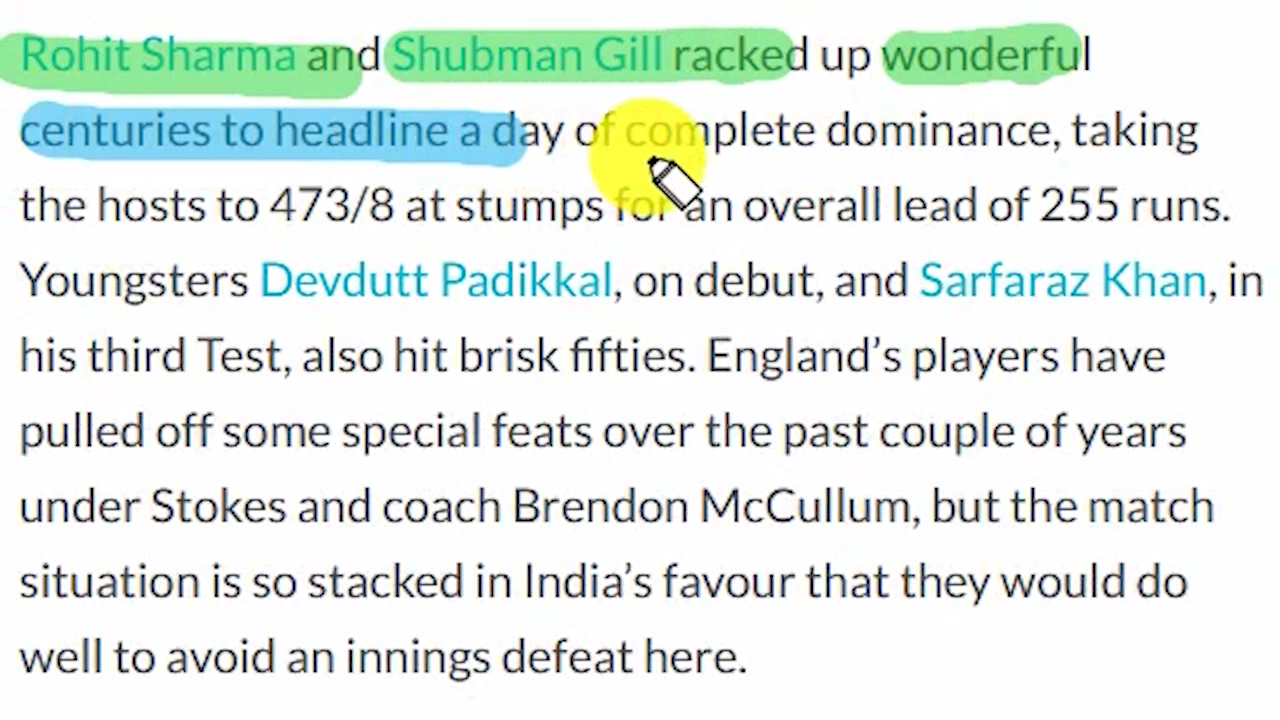 Rohit Sharma and Shubman Gill racked up wonderful
centuries to headline a day of complete dominance, taking
the hosts to 473/8 at stumps for an overall lead of 255 runs.
Youngsters Devdutt Padikkal, on debut, and Sarfaraz Khan, in
his third Test, also hit brisk fifties. England’s players have
pulled off some special feats over the past couple of years
under Stokes and coach Brendon McCullum, but the match
situation is so stacked in India’s favour that they would do
well to avoid an innings defeat here.